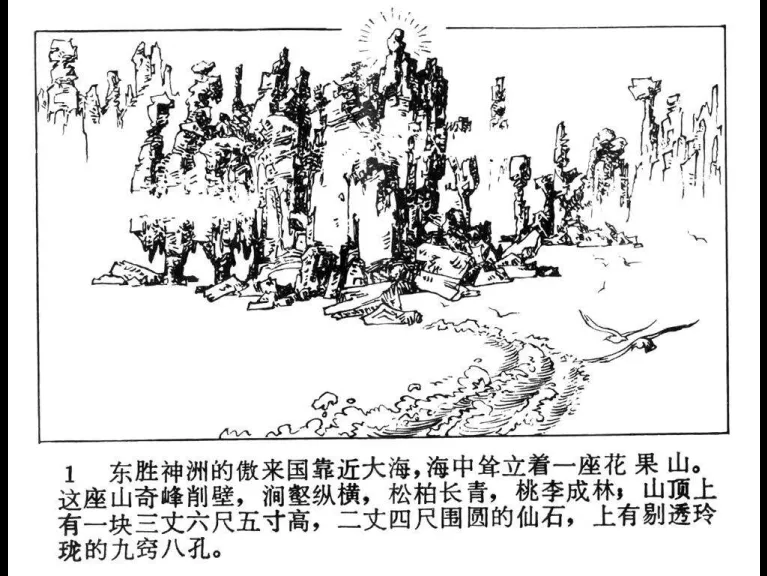 1 东胜神洲的傲来国靠近大海，海中耸立着一座花果山。
这座山奇峰削壁，涧壑纵横，松柏长青，桃李成林；山顶上
有一块三丈六尺五寸高，二丈四尺围圆的仙石，上有剔透玲
珑的九窍八孔。